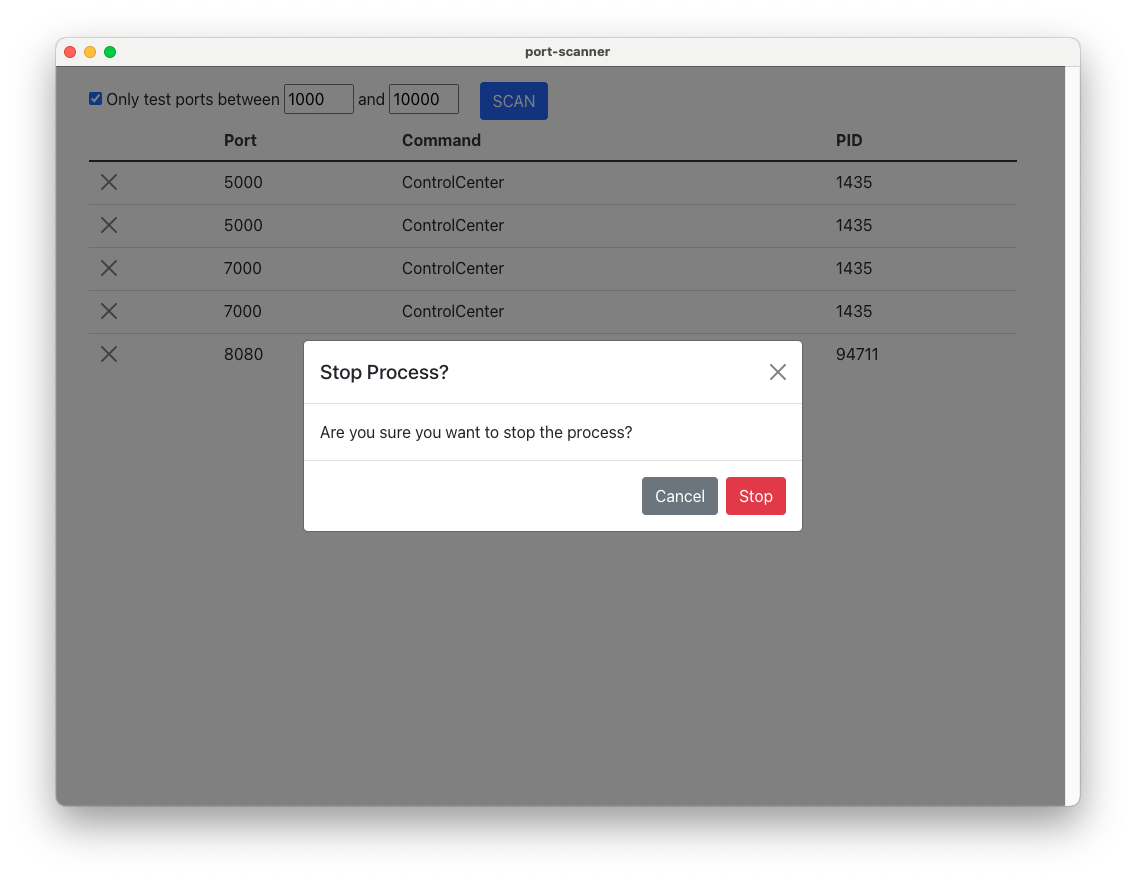 port-scanner
Only test ports between 1000 and 10000 SCAN
Port Command PID
5000 ControlCenter 1435
5000 ControlCenter 1435
7000 ControlCenter 1435
7000 ControlCenter 1435
8080 94711
Stop Process?
Are you sure you want to stop the process?
Cancel Stop